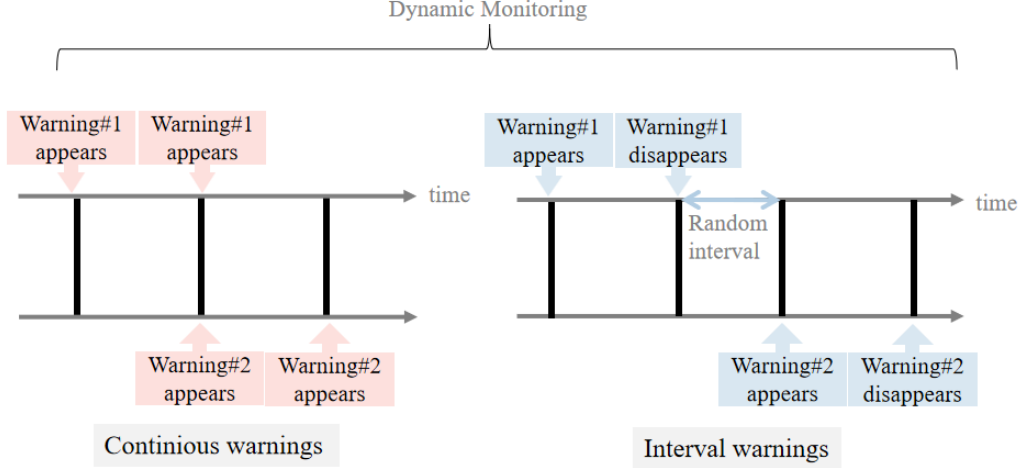 Dynamic Monitoring
Warning#1
appears
Warning#1
appears
time
Warning#2
appears
Warning#2
appears
Continious warnings
Warning#1
appears
Warning#1
disappears
time
Random
interval
Warning#2
appears
Warning#2
disappears
Interval warnings